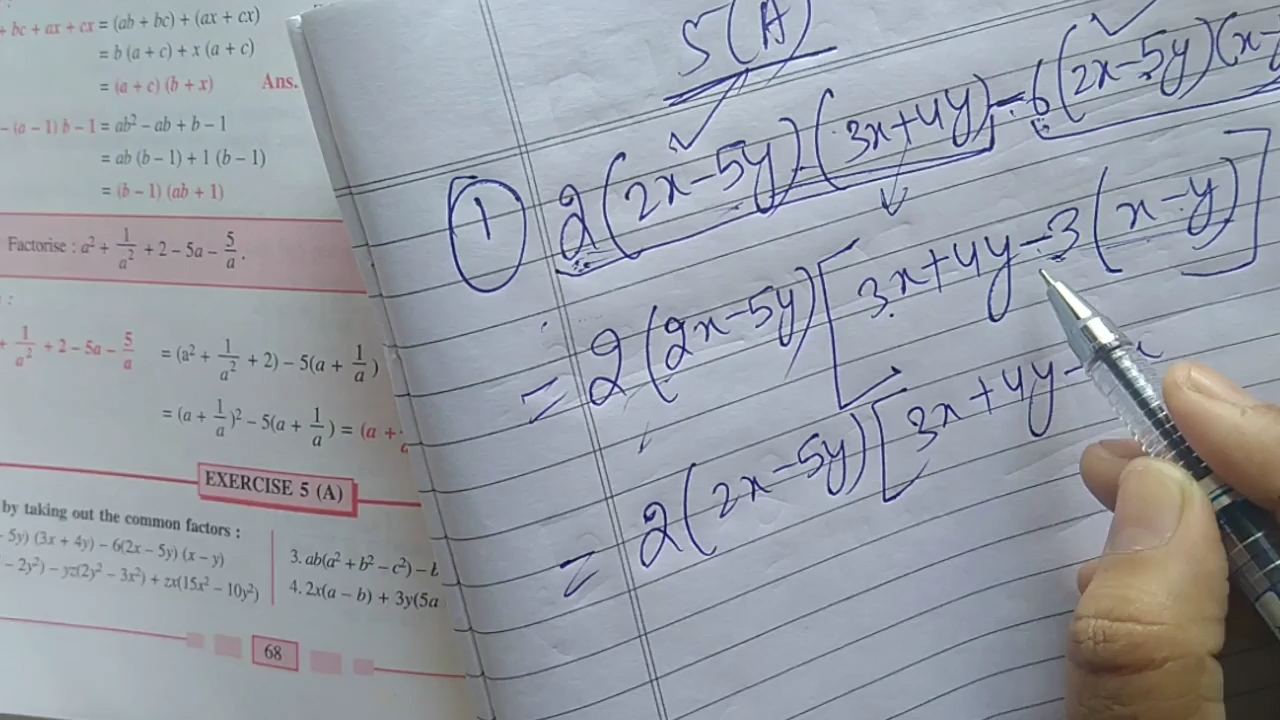 + bc + ax + cx = (ab + bc) + (ax + cx)
= b (a + c) + x (a + c)
= (a + c) (b + x) Ans.
- (a - 1) b - 1 = ab² - ab + b - 1
= ab (b - 1) + 1 (b - 1)
= (b - 1) (ab + 1)
Factorise : a² + 1/a² + 2 - 5a - 5/a.
+ 1/a² + 2 - 5a - 5/a = (a² + 1/a² + 2) - 5(a + 1/a)
= (a + 1/a)² - 5(a + 1/a) = (a +
EXERCISE 5 (A)
by taking out the common factors :
- 5y) (3x + 4y) - 6(2x - 5y) (x - y)
- 2y²) - yz(2y² - 3x²) + zx(15x² - 10y²)
3. ab(a² + b² - c²) -
4. 2x(a - b) + 3y(5a
68
5(A)
1 2(2x-5y)(3x+4y)-6(2x-5y)(x-
= 2(2x-5y)[3x+4y-3(x-y)]
= 2(2x-5y)[3x+4y-